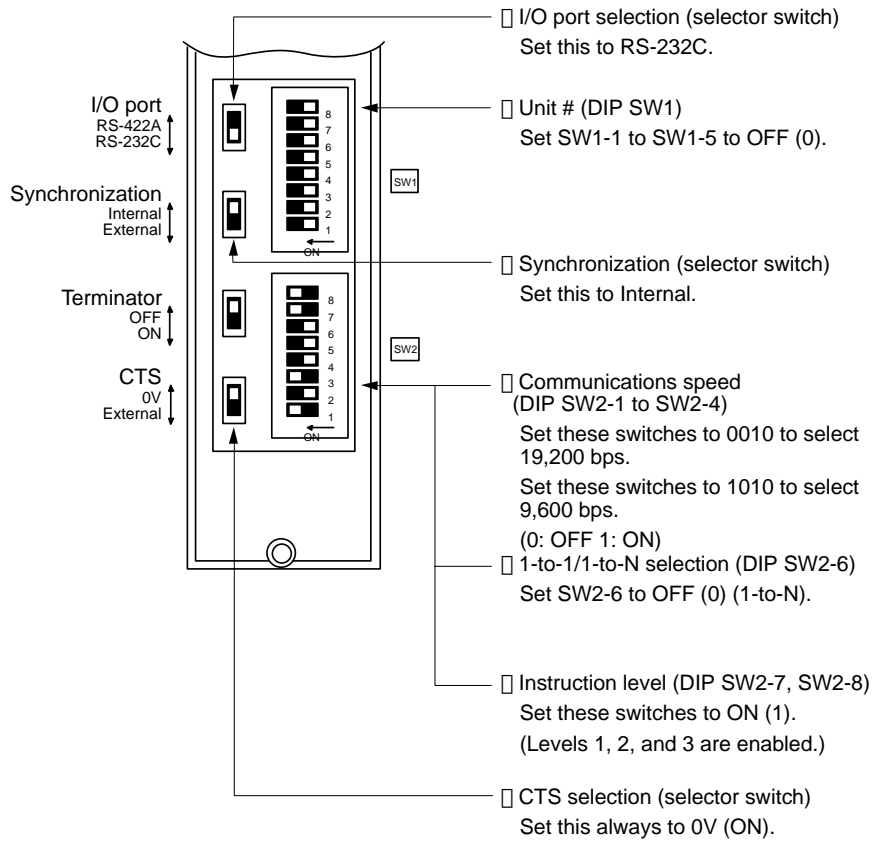 I/O port
RS-422A
RS-232C
Synchronization
Internal
External
Terminator
OFF
ON
CTS
0V
External
8
7
6
5
4
3
2
1
ON
SW1
8
7
6
5
4
3
2
1
ON
SW2
I/O port selection (selector switch)
Set this to RS-232C.
Unit # (DIP SW1)
Set SW1-1 to SW1-5 to OFF (0).
Synchronization (selector switch)
Set this to Internal.
Communications speed
(DIP SW2-1 to SW2-4)
Set these switches to 0010 to select
19,200 bps.
Set these switches to 1010 to select
9,600 bps.
(0: OFF 1: ON)
1-to-1/1-to-N selection (DIP SW2-6)
Set SW2-6 to OFF (0) (1-to-N).
Instruction level (DIP SW2-7, SW2-8)
Set these switches to ON (1).
(Levels 1, 2, and 3 are enabled.)
CTS selection (selector switch)
Set this always to 0V (ON).